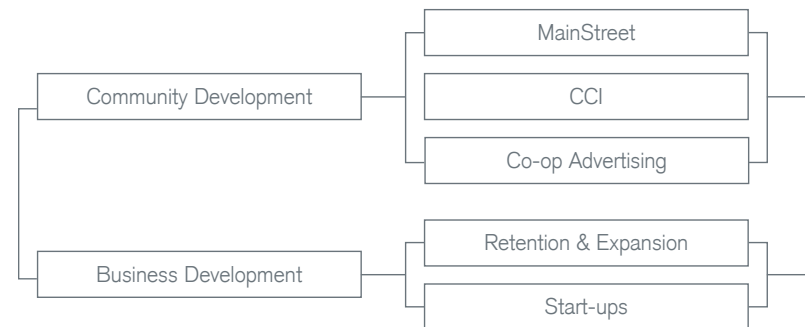 MainStreet
Community Development
CCI
Co-op Advertising
Retention & Expansion
Business Development
Start-ups